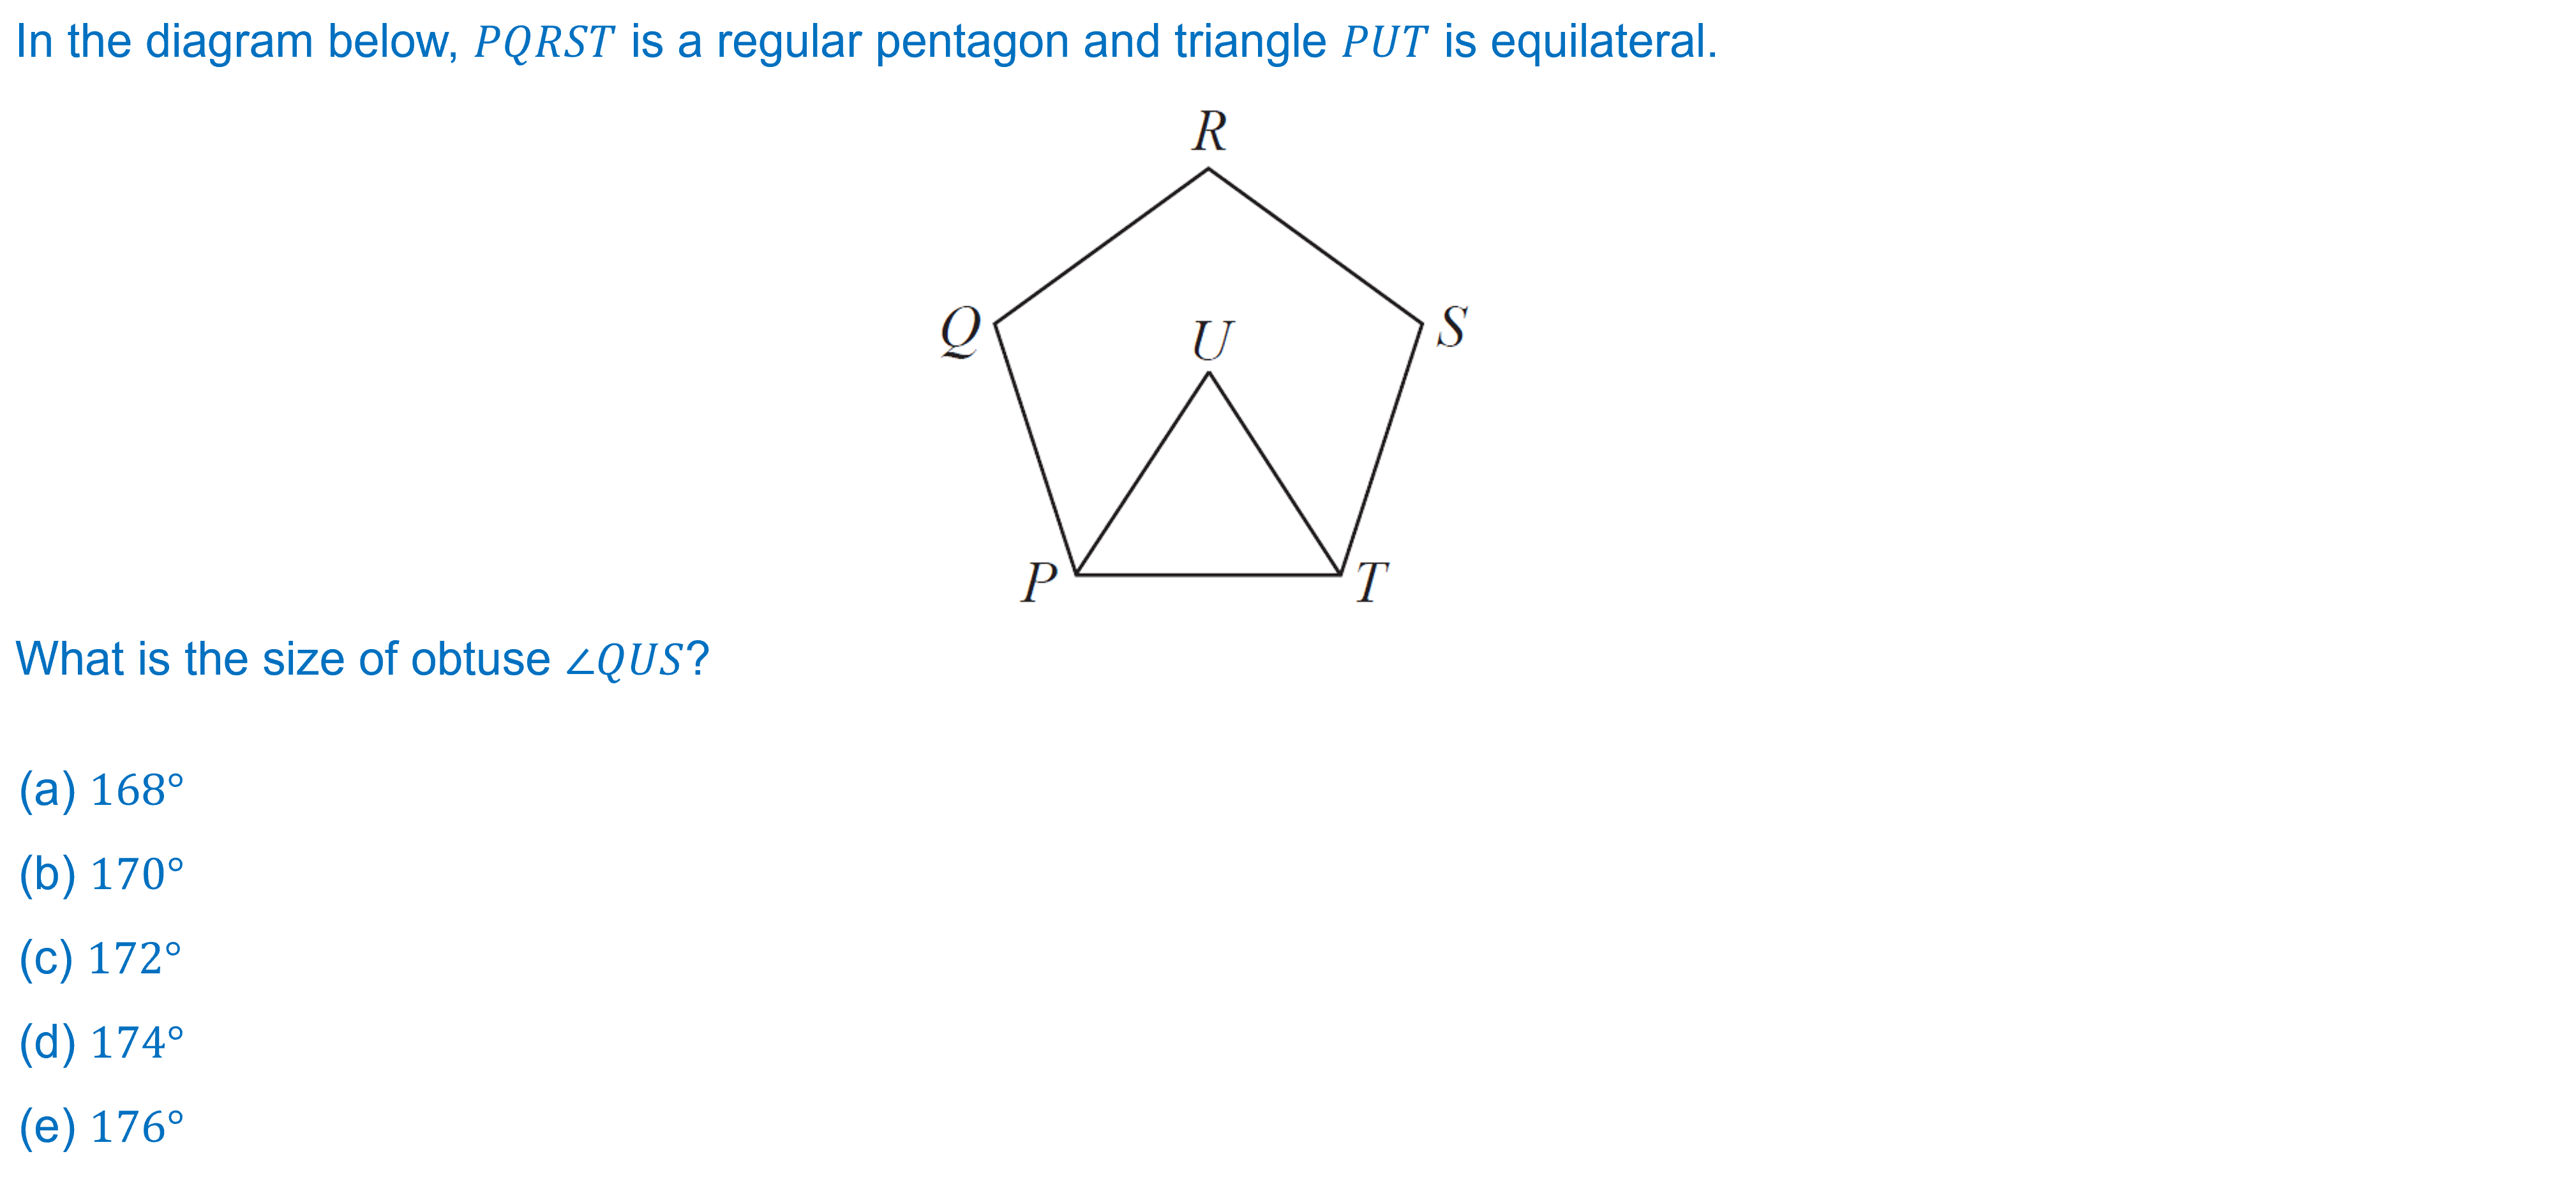 In the diagram below, PQRST is a regular pentagon and triangle PUT is equilateral.
R
Q
U
S
P
T
What is the size of obtuse ∠QUS?
(a) 168°
(b) 170°
(c) 172°
(d) 174°
(e) 176°